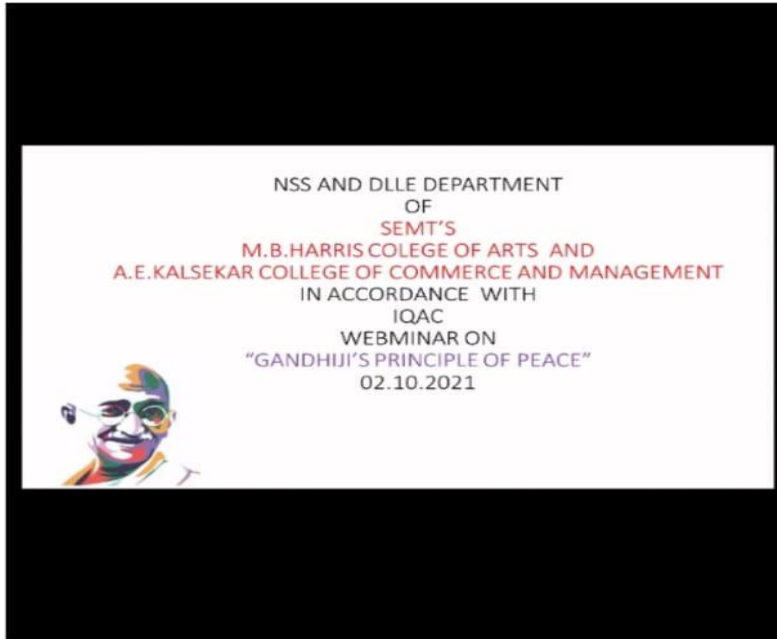 NSS AND DLLE DEPARTMENT
OF
SEMT'S
M.B.HARRIS COLEGE OF ARTS AND
A.E.KALSEKAR COLLEGE OF COMMERCE AND MANAGEMENT
IN ACCORDANCE WITH
IQAC
WEBMINAR ON
“GANDHIJI'S PRINCIPLE OF PEACE”
02.10.2021